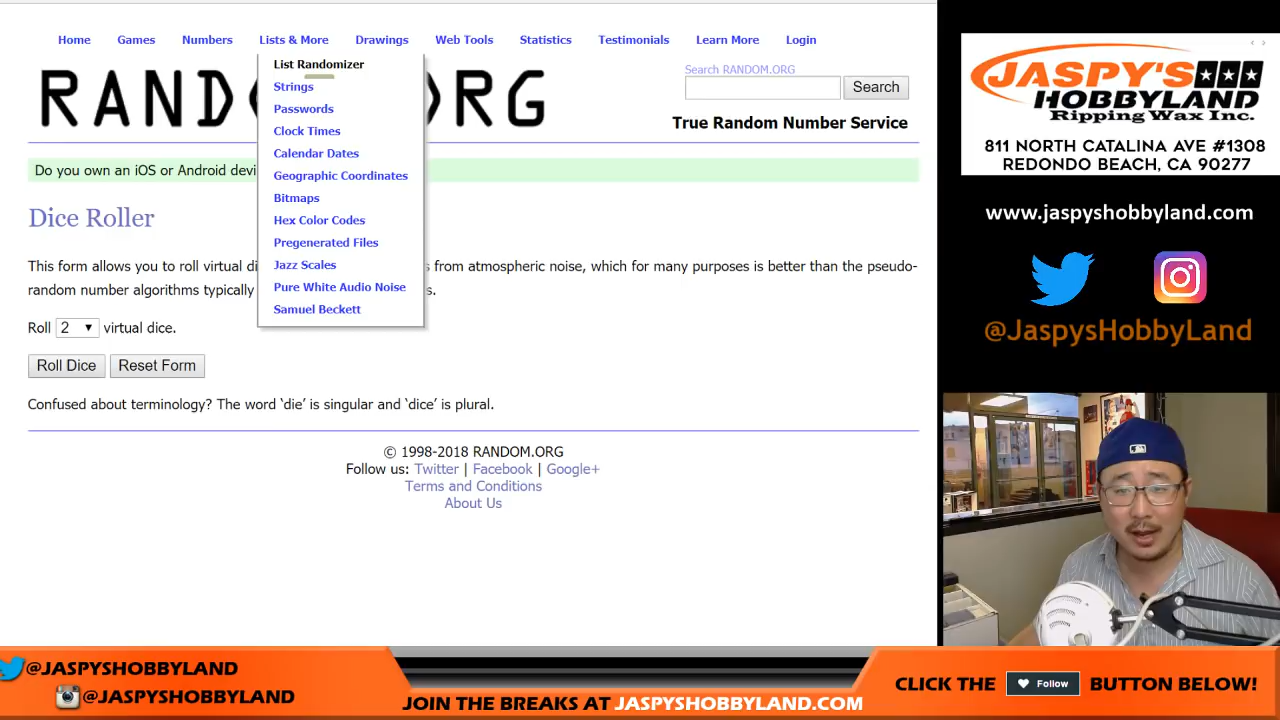 Home Games Numbers Lists & More Drawings Web Tools Statistics Testimonials Learn More Login
List Randomizer
Strings
Passwords
Clock Times
Calendar Dates
Geographic Coordinates
Bitmaps
Hex Color Codes
Pregenerated Files
Jazz Scales
Pure White Audio Noise
Samuel Beckett
RAND .ORG
Search RANDOM.ORG
Search
True Random Number Service
Do you own an iOS or Android devi
Dice Roller
This form allows you to roll virtual di s from atmospheric noise, which for many purposes is better than the pseudo-
random number algorithms typically s.
Roll 2 virtual dice.
Roll Dice Reset Form
Confused about terminology? The word ‘die’ is singular and ‘dice’ is plural.
© 1998-2018 RANDOM.ORG
Follow us: Twitter | Facebook | Google+
Terms and Conditions
About Us
JASPY'S
HOBBYLAND
Ripping Wax Inc.
811 NORTH CATALINA AVE #1308
REDONDO BEACH, CA 90277
www.jaspyshobbyland.com
@JaspysHobbyLand
@JASPYSHOBBYLAND
@JASPYSHOBBYLAND
JOIN THE BREAKS AT JASPYSHOBBYLAND.COM
CLICK THE Follow BUTTON BELOW!